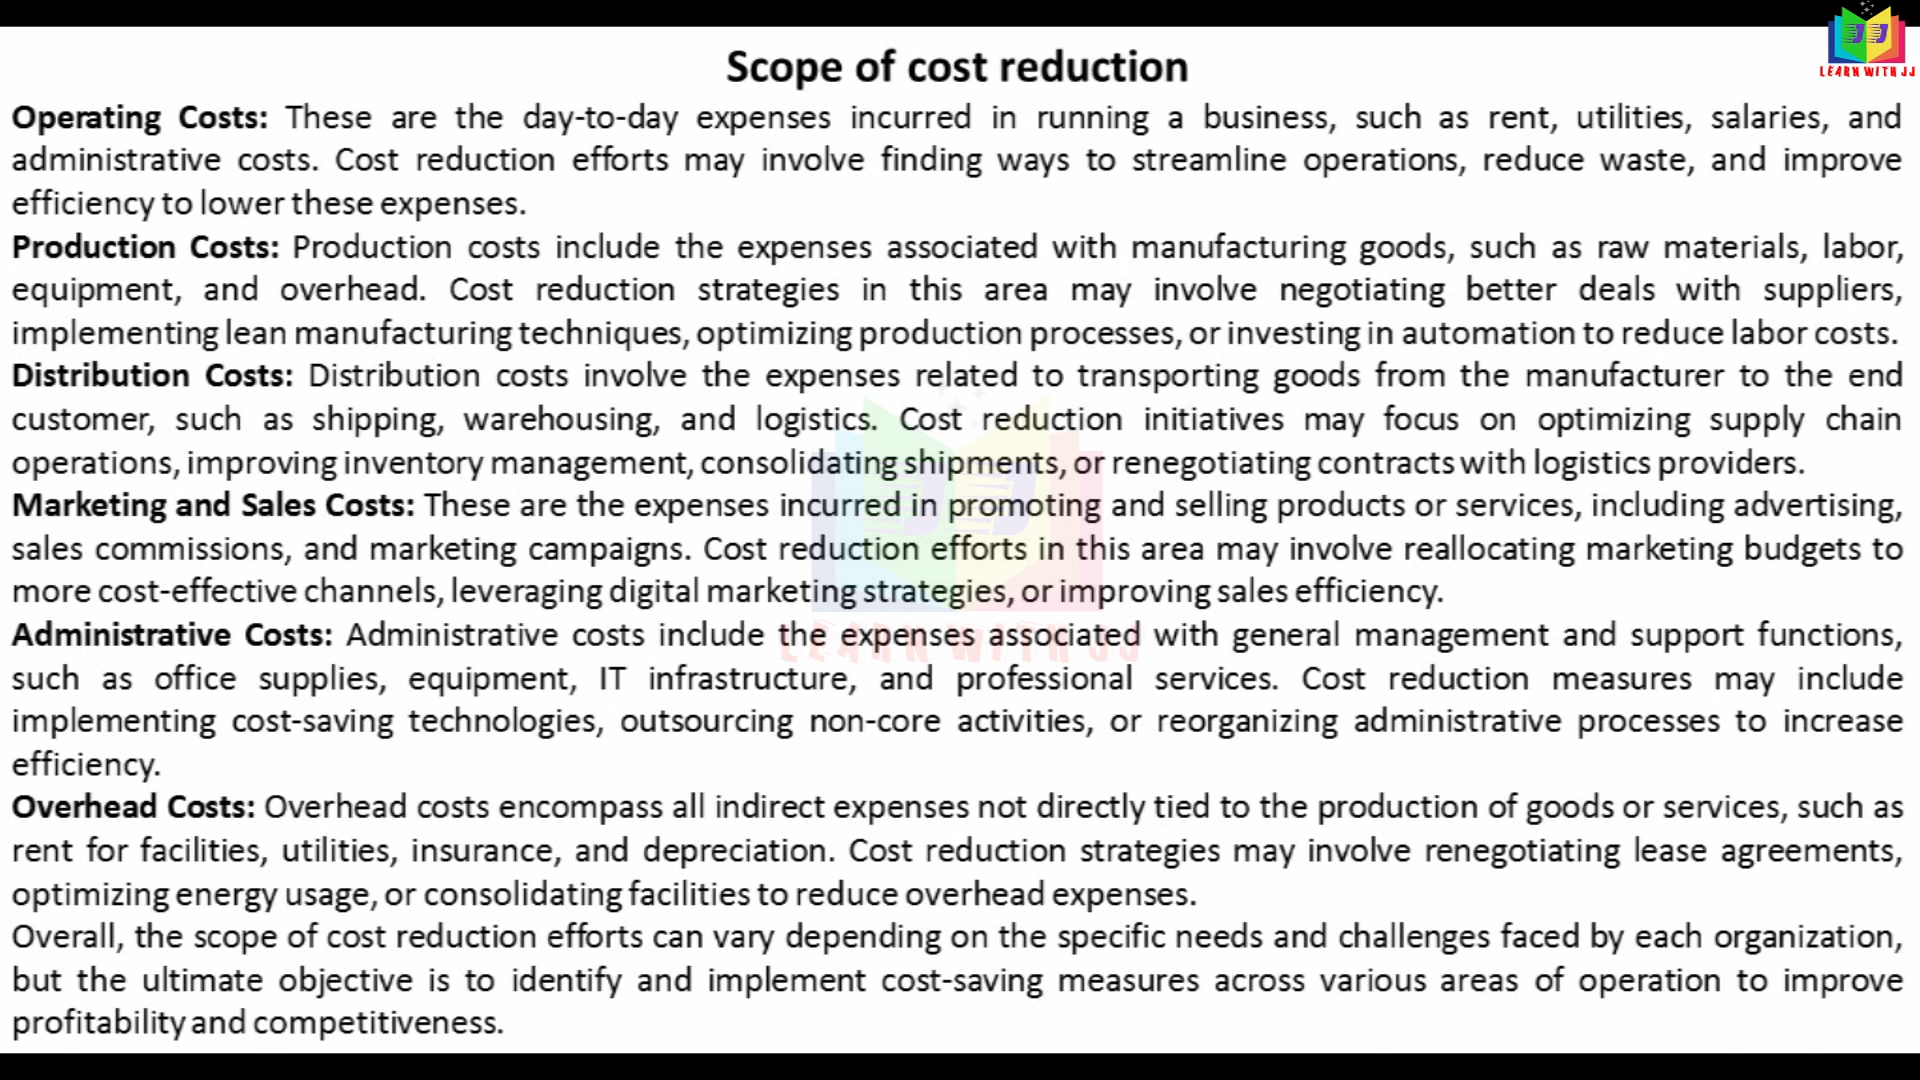 Scope of cost reduction
LEARN WITH JJ
Operating Costs: These are the day-to-day expenses incurred in running a business, such as rent, utilities, salaries, and
administrative costs. Cost reduction efforts may involve finding ways to streamline operations, reduce waste, and improve
efficiency to lower these expenses.
Production Costs: Production costs include the expenses associated with manufacturing goods, such as raw materials, labor,
equipment, and overhead. Cost reduction strategies in this area may involve negotiating better deals with suppliers,
implementing lean manufacturing techniques, optimizing production processes, or investing in automation to reduce labor costs.
Distribution Costs: Distribution costs involve the expenses related to transporting goods from the manufacturer to the end
customer, such as shipping, warehousing, and logistics. Cost reduction initiatives may focus on optimizing supply chain
operations, improving inventory management, consolidating shipments, or renegotiating contracts with logistics providers.
Marketing and Sales Costs: These are the expenses incurred in promoting and selling products or services, including advertising,
sales commissions, and marketing campaigns. Cost reduction efforts in this area may involve reallocating marketing budgets to
more cost-effective channels, leveraging digital marketing strategies, or improving sales efficiency.
Administrative Costs: Administrative costs include the expenses associated with general management and support functions,
LEARN WITH JJ
such as office supplies, equipment, IT infrastructure, and professional services. Cost reduction measures may include
implementing cost-saving technologies, outsourcing non-core activities, or reorganizing administrative processes to increase
efficiency.
Overhead Costs: Overhead costs encompass all indirect expenses not directly tied to the production of goods or services, such as
rent for facilities, utilities, insurance, and depreciation. Cost reduction strategies may involve renegotiating lease agreements,
optimizing energy usage, or consolidating facilities to reduce overhead expenses.
Overall, the scope of cost reduction efforts can vary depending on the specific needs and challenges faced by each organization,
but the ultimate objective is to identify and implement cost-saving measures across various areas of operation to improve
profitability and competitiveness.